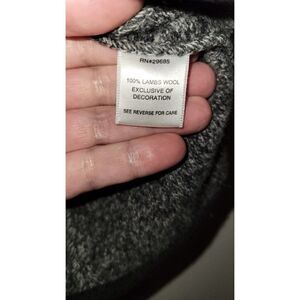 RN#29685
100% LAMBS WOOL
EXCLUSIVE OF
DECORATION
SEE REVERSE FOR CARE